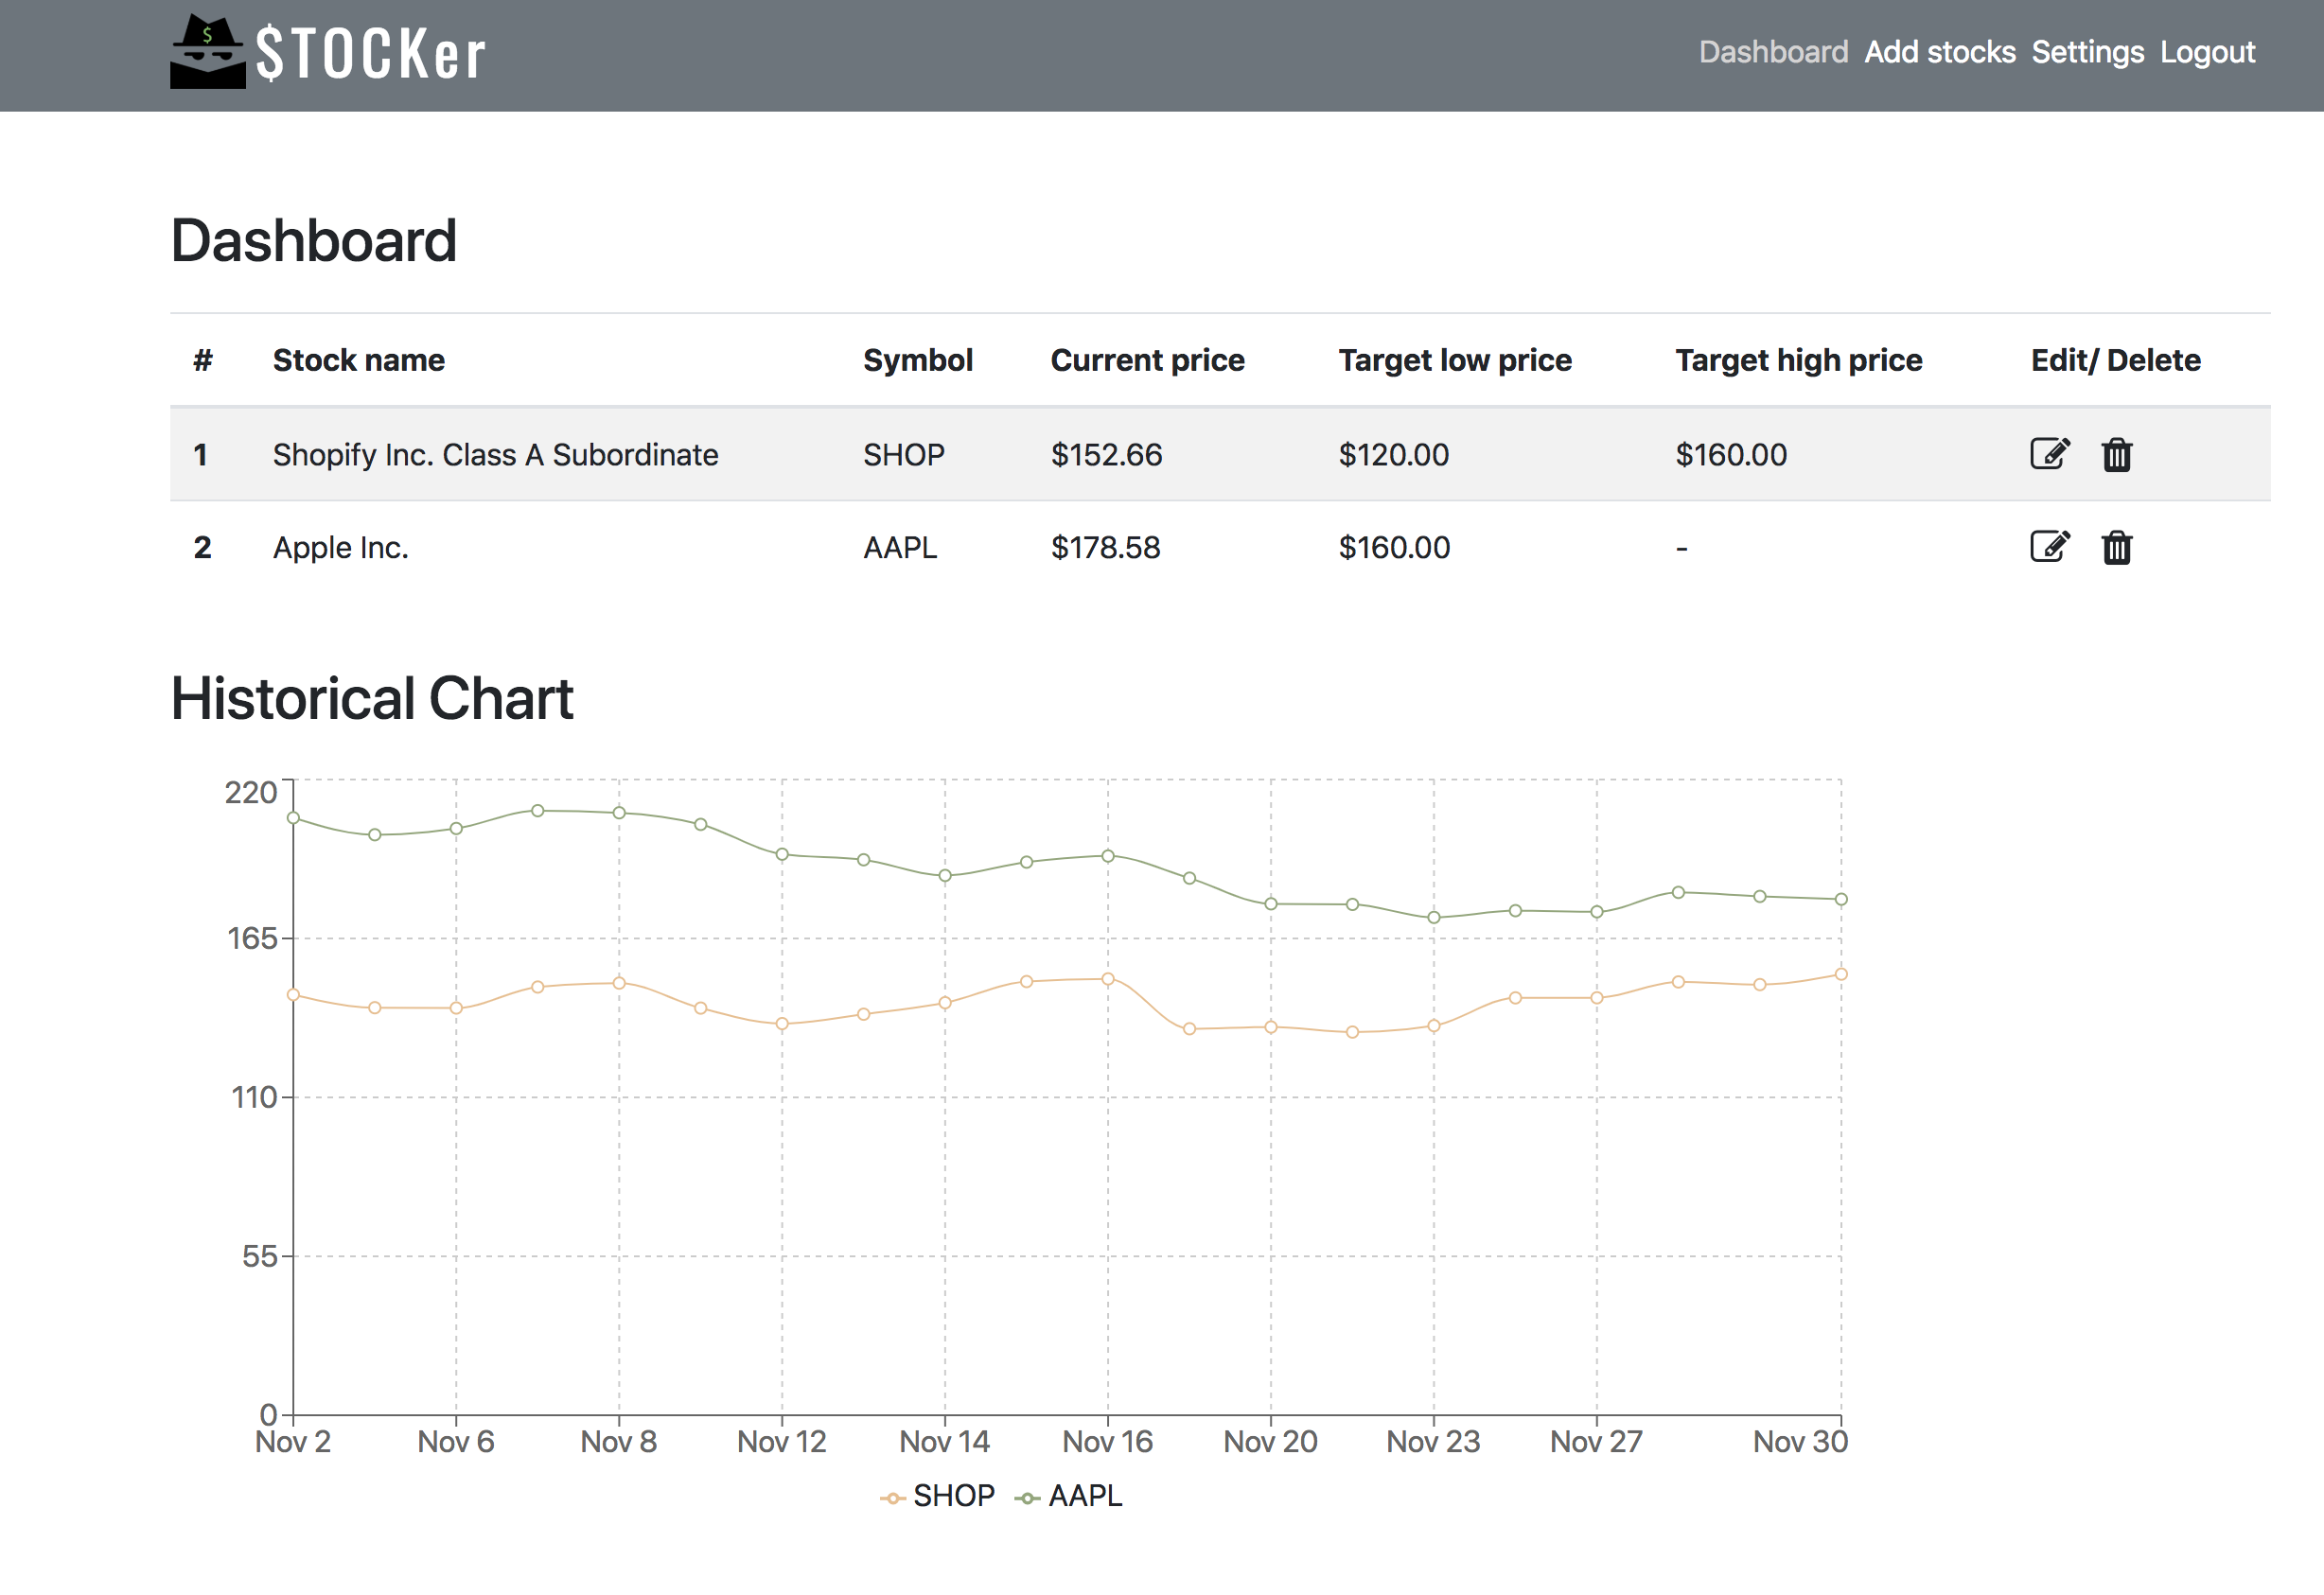 $ $TOCKer Dashboard Add stocks Settings Logout
Dashboard
# Stock name Symbol Current price Target low price Target high price Edit/ Delete
1 Shopify Inc. Class A Subordinate SHOP $152.66 $120.00 $160.00
2 Apple Inc. AAPL $178.58 $160.00 -
Historical Chart
220
165
110
55
0
Nov 2 Nov 6 Nov 8 Nov 12 Nov 14 Nov 16 Nov 20 Nov 23 Nov 27 Nov 30
SHOP AAPL